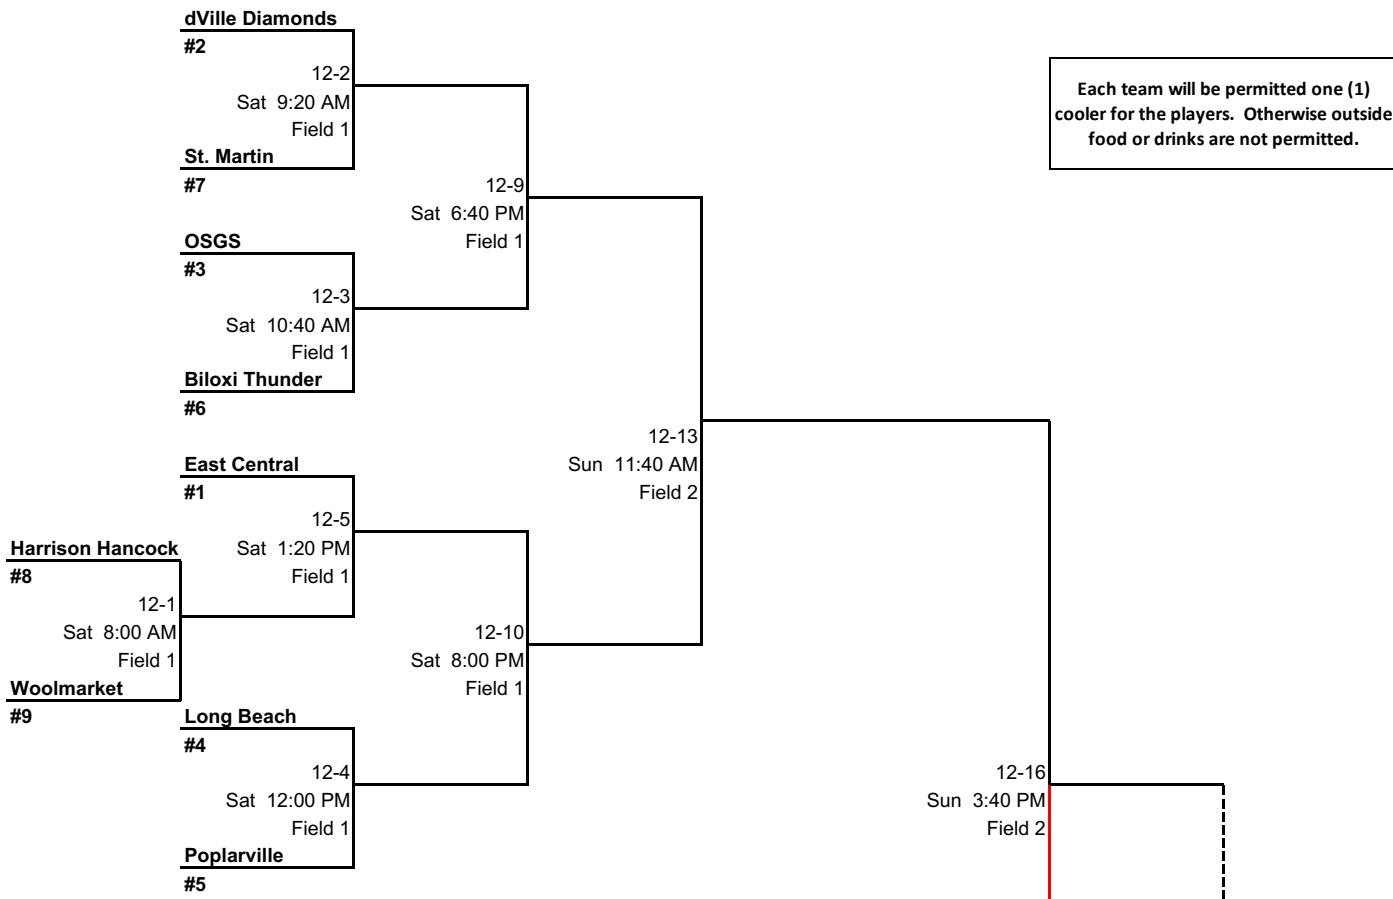 dVille Diamonds
#2
12-2
Sat  9:20 AM
Field 1
St. Martin
#7
Each team will be permitted one (1)
cooler for the players.  Otherwise outside
food or drinks are not permitted.
12-9
Sat  6:40 PM
Field 1
OSGS
#3
12-3
Sat  10:40 AM
Field 1
Biloxi Thunder
#6
12-13
Sun  11:40 AM
Field 2
East Central
#1
12-5
Sat  1:20 PM
Field 1
Harrison Hancock
#8
12-1
Sat  8:00 AM
Field 1
Woolmarket
#9
12-10
Sat  8:00 PM
Field 1
Long Beach
#4
12-4
Sat  12:00 PM
Field 1
Poplarville
#5
12-16
Sun  3:40 PM
Field 2